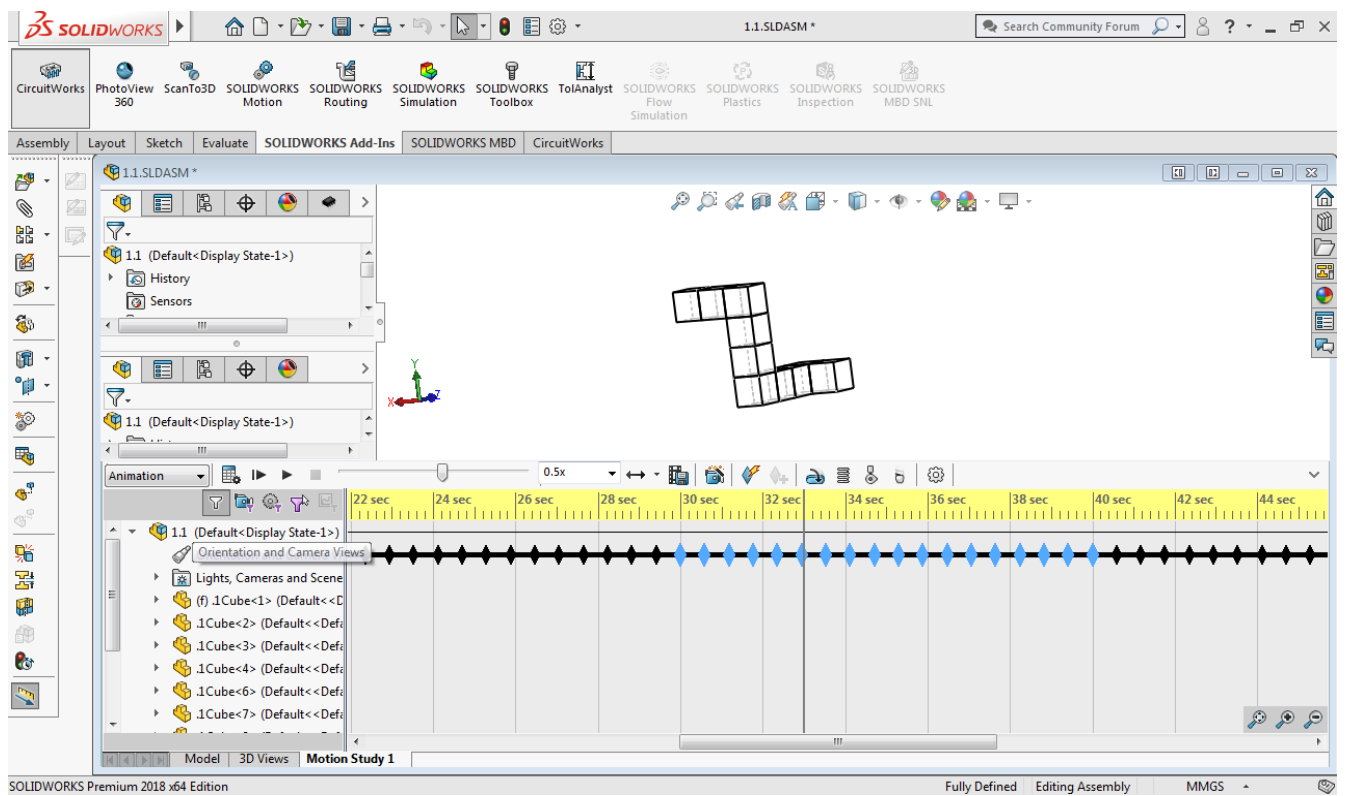 SOLIDWORKS
1.1.SLDASM *
Search Community Forum
?
CircuitWorks
PhotoView 360
ScanTo3D
SOLIDWORKS Motion
SOLIDWORKS Routing
SOLIDWORKS Simulation
SOLIDWORKS Toolbox
TolAnalyst
SOLIDWORKS Flow Simulation
SOLIDWORKS Plastics
SOLIDWORKS Inspection
SOLIDWORKS MBD SNL
Assembly Layout Sketch Evaluate SOLIDWORKS Add-Ins SOLIDWORKS MBD CircuitWorks
1.1.SLDASM *
1.1 (Default<Display State-1>)
History
Sensors
1.1 (Default<Display State-1>)
Y
X Z
Animation
0.5x
22 sec 24 sec 26 sec 28 sec 30 sec 32 sec 34 sec 36 sec 38 sec 40 sec 42 sec 44 sec
1.1 (Default<Display State-1>)
Orientation and Camera Views
Lights, Cameras and Scene
(f) .1Cube<1> (Default<<D
.1Cube<2> (Default<<Defa
.1Cube<3> (Default<<Defa
.1Cube<4> (Default<<Defa
.1Cube<6> (Default<<Defa
.1Cube<7> (Default<<Defa
Model 3D Views Motion Study 1
SOLIDWORKS Premium 2018 x64 Edition
Fully Defined Editing Assembly MMGS